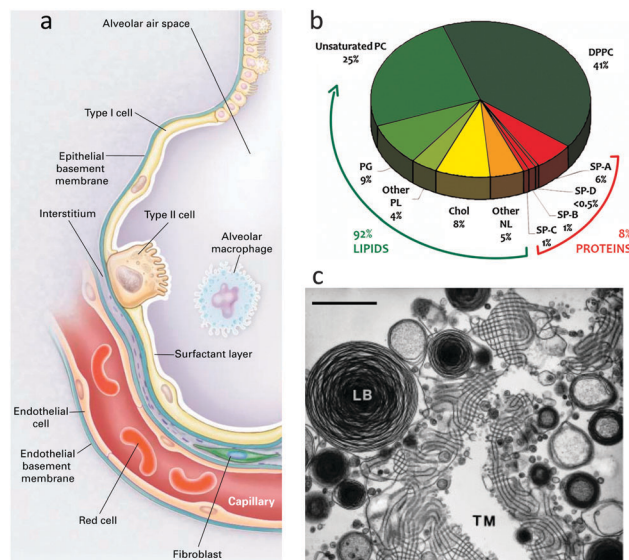 a
Alveolar air space
Type I cell
Epithelial
basement
membrane
Type II cell
Interstitium
Alveolar
macrophage
Surfactant layer
Endothelial
cell
Endothelial
basement
membrane
Capillary
Red cell
Fibroblast
b
Unsaturated PC
25%
DPPC
41%
PG
9%
Other
PL
4%
Chol
8%
Other
NL
5%
SP-A
6%
SP-D
<0.5%
SP-B
1%
SP-C
1%
92%
LIPIDS
8%
PROTEINS
c
LB
TM